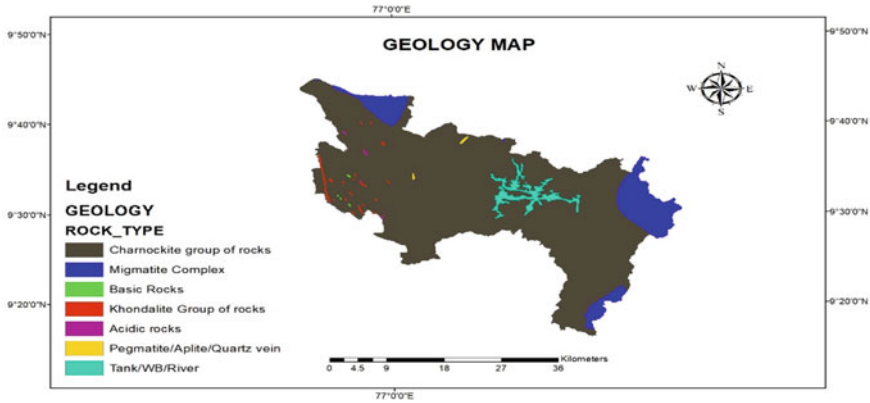 77°0'0"E
9°50'0"N
9°50'0"N
GEOLOGY MAP
N
W
E
S
9°40'0"N
9°40'0"N
Legend
GEOLOGY
ROCK_TYPE
9°30'0"N
9°30'0"N
Charnockite group of rocks
Migmatite Complex
Basic Rocks
9°20'0"N
9°20'0"N
Khondalite Group of rocks
Acidic rocks
Pegmatite/Aplite/Quartz vein
Tank/WB/River
Kilometers
0 4.5 9 18 27 36
77°0'0"E